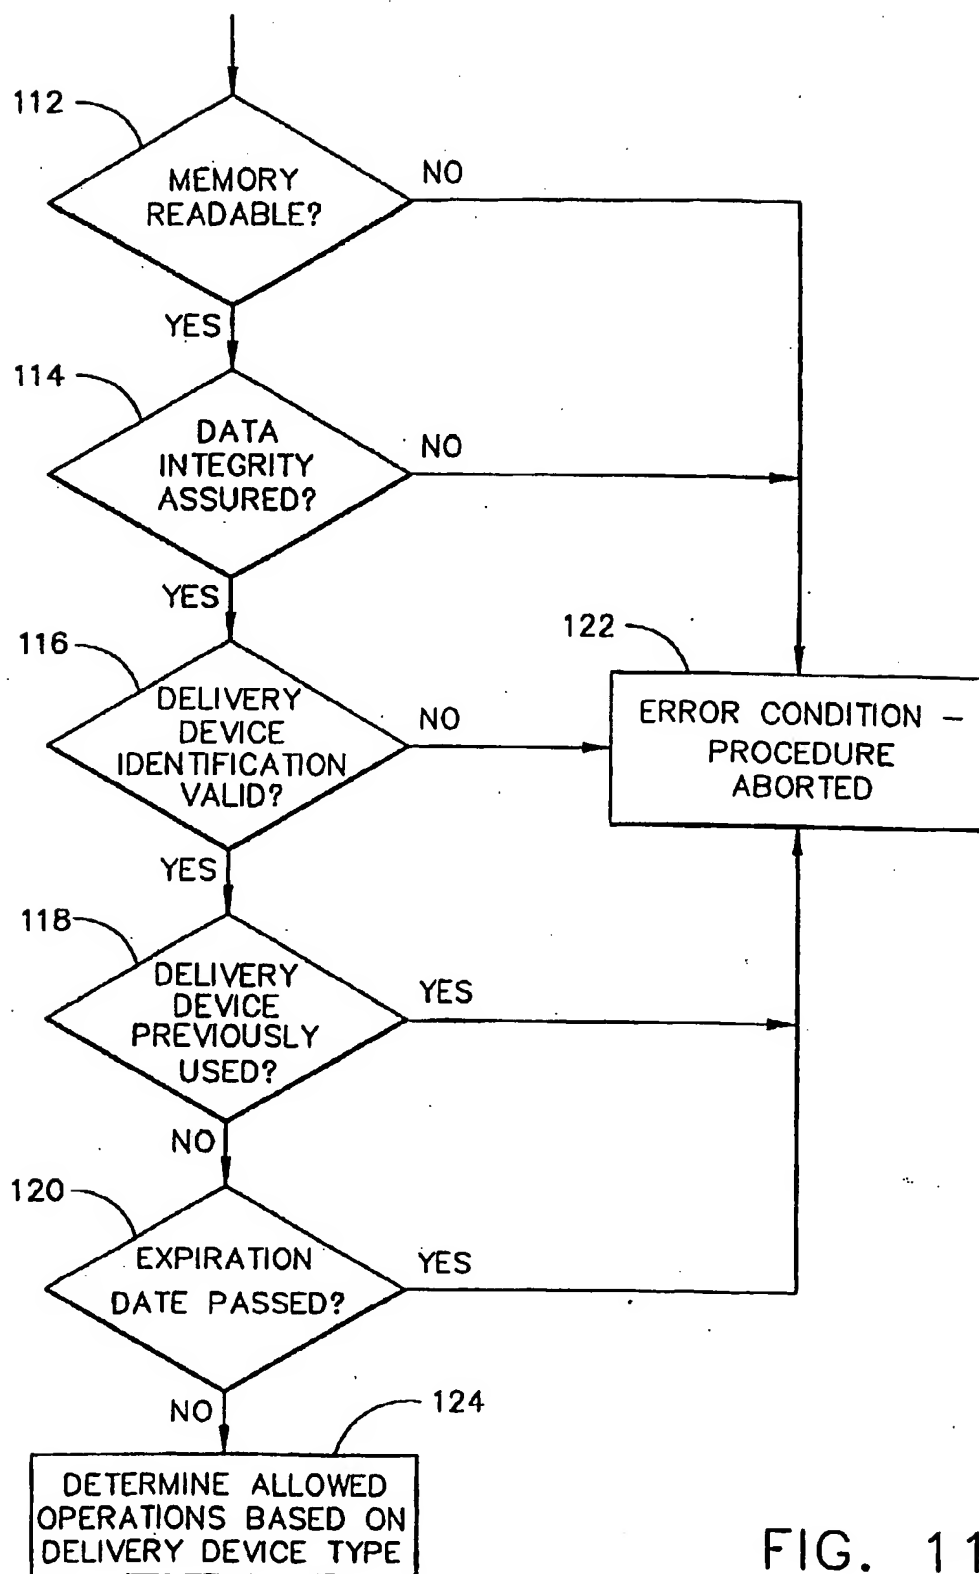 112
MEMORY
READABLE?
NO
YES
114
DATA
INTEGRITY
ASSURED?
NO
YES
116
DELIVERY
DEVICE
IDENTIFICATION
VALID?
NO
122
ERROR CONDITION –
PROCEDURE
ABORTED
YES
118
DELIVERY
DEVICE
PREVIOUSLY
USED?
YES
NO
120
EXPIRATION
DATE PASSED?
YES
NO
124
DETERMINE ALLOWED
OPERATIONS BASED ON
DELIVERY DEVICE TYPE
FIG. 11